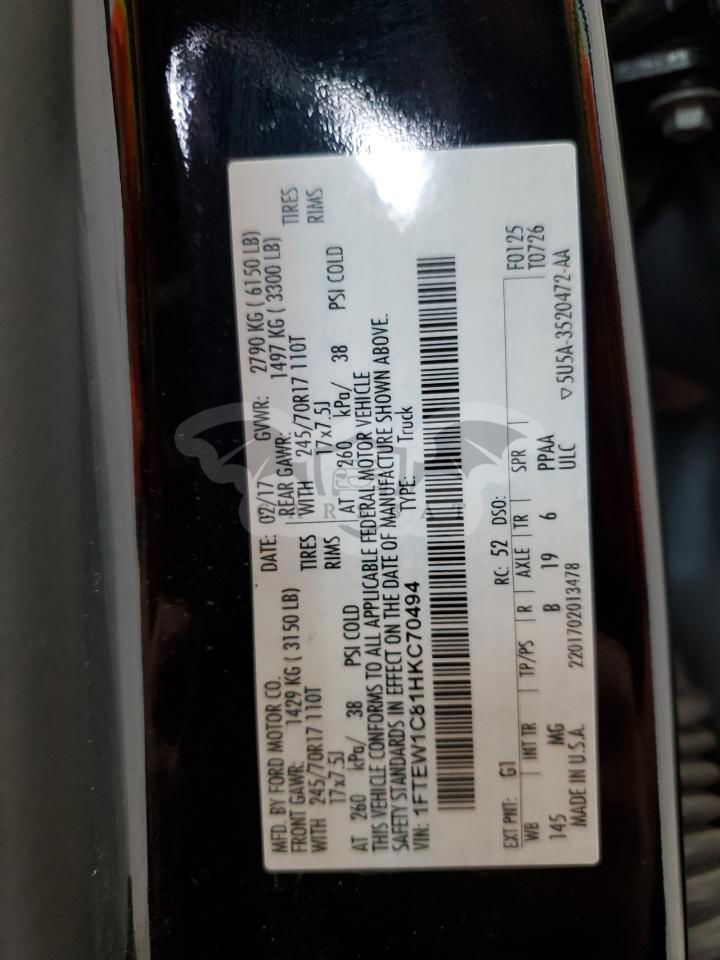 MFD. BY FORD MOTOR CO.
DATE: 02/17 GVWR: 2790 KG ( 6150 LB)
FRONT GAWR: 1429 KG ( 3150 LB) REAR GAWR: 1497 KG ( 3300 LB)
WITH 245/70R17 110T TIRES WITH 245/70R17 110T TIRES
17x7.5J RIMS 17x7.5J RIMS
AT 260 kPa/ 38 PSI COLD AT 260 kPa/ 38 PSI COLD
THIS VEHICLE CONFORMS TO ALL APPLICABLE FEDERAL MOTOR VEHICLE
SAFETY STANDARDS IN EFFECT ON THE DATE OF MANUFACTURE SHOWN ABOVE.
VIN: 1FTEW1C81HKC70494 TYPE: Truck
F0125
EXT PNT: G1 RC: 52 DSO: T0726
WB INT TR TP/PS R AXLE TR SPR
145 MG B 19 6 PPAA
ULC
MADE IN U.S.A. 2201702013478 ▽5U5A-3520472-AA